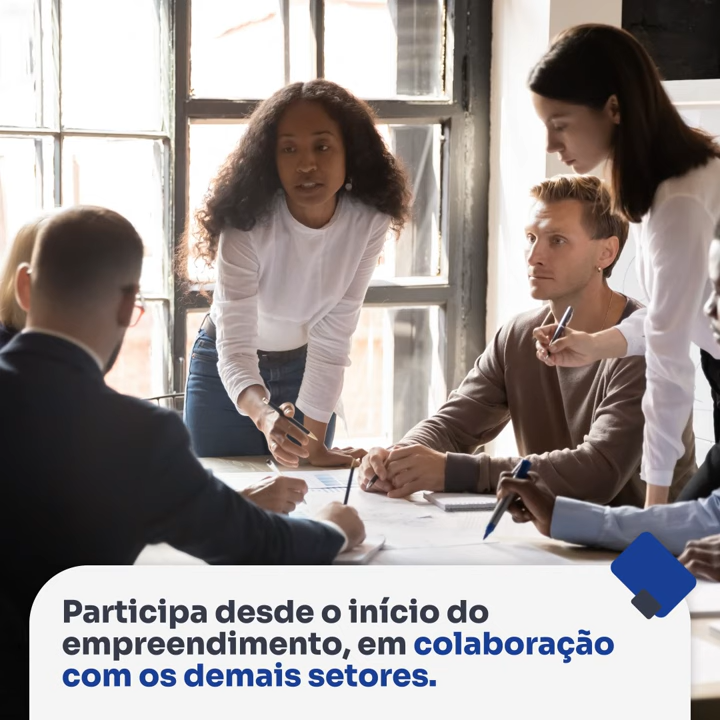 Participa desde o início do
empreendimento, em colaboração
com os demais setores.